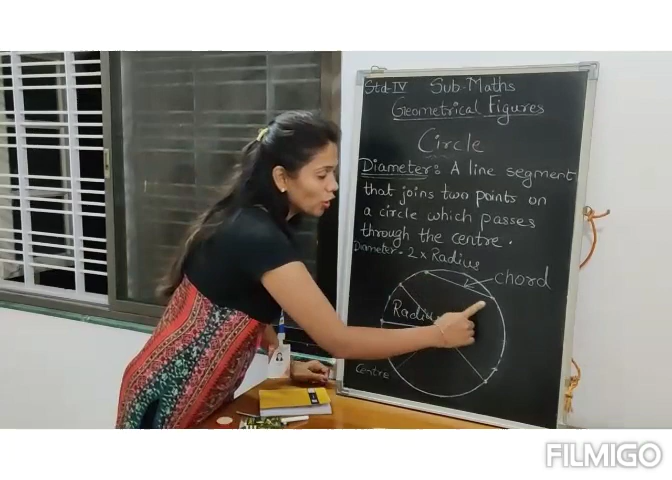 Std-IV Sub-Maths
Geometrical Figures
Circle
Diameter: A line segment
that joins two points on
a circle which passes
through the centre.
Diameter = 2 x Radius
chord
Radius
Centre
FILMIGO